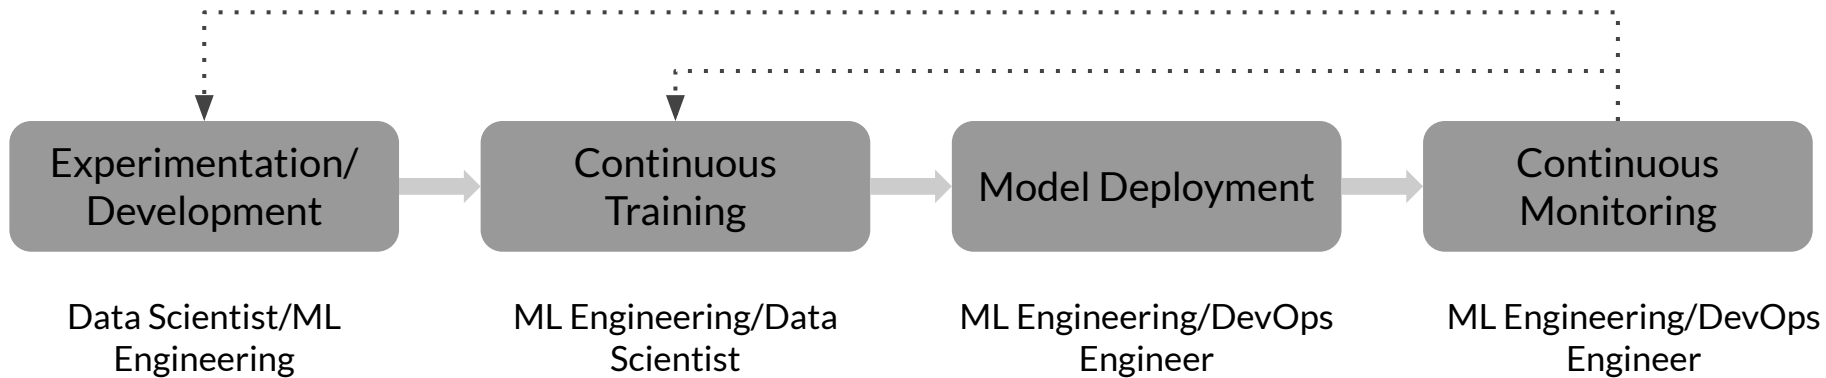 Experimentation/
Development
Continuous
Training
Model Deployment
Continuous
Monitoring
Data Scientist/ML
Engineering
ML Engineering/Data
Scientist
ML Engineering/DevOps
Engineer
ML Engineering/DevOps
Engineer